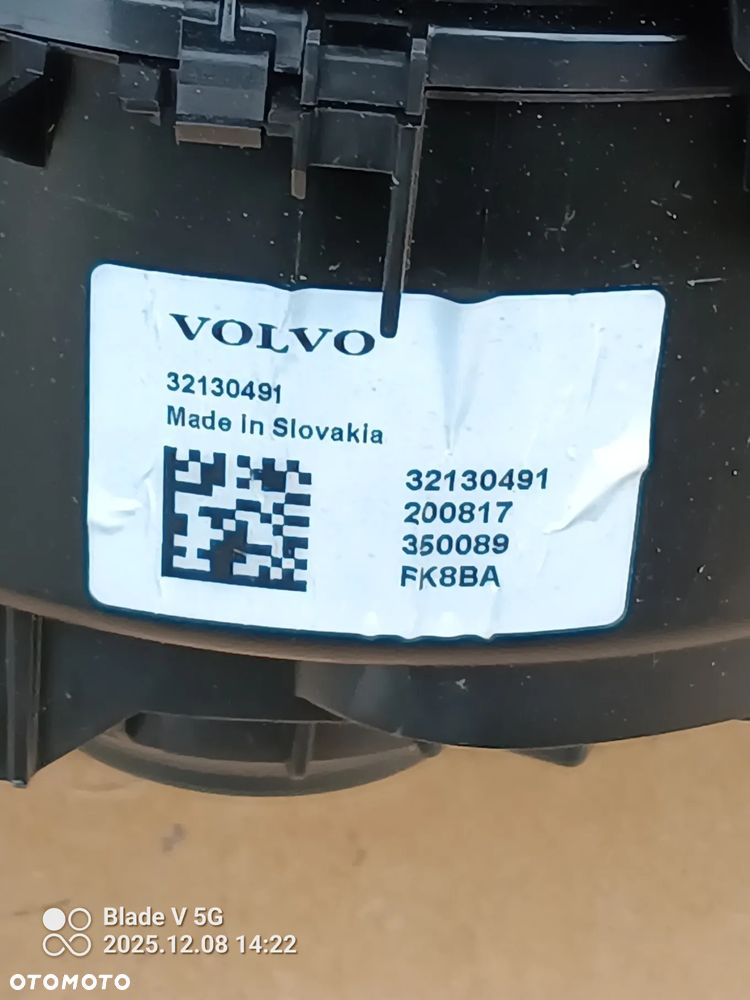 VOLVO
32130491
Made in Slovakia
32130491
200817
350089
FK8BA
Blade V 5G
2025.12.08 14:22
OTOMOTO